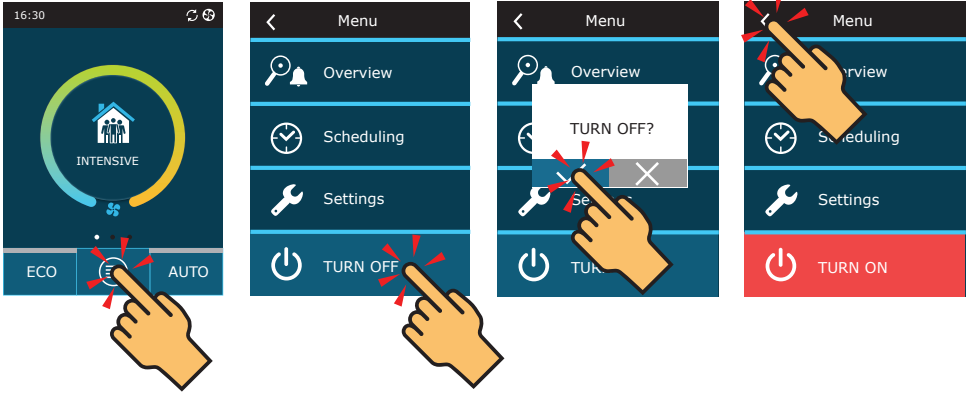 16:30
INTENSIVE
ECO
AUTO
Menu
Overview
Scheduling
Settings
TURN OFF
Menu
Overview
TURN OFF?
Menu
Scheduling
Settings
TURN ON